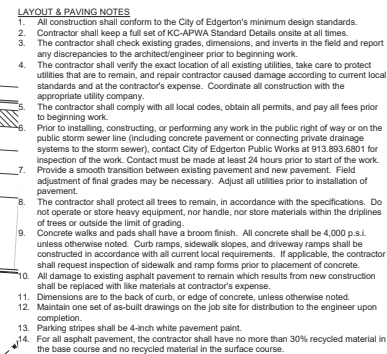 LAYOUT & PAVING NOTES
1. All construction shall conform to the City of Edgerton's minimum design standards.
2. Contractor shall keep a full set of KC-APWA Standard Details onsite at all times.
3. The contractor shall check existing grades, dimensions, and inverts in the field and report
any discrepancies to the architect/engineer prior to beginning work.
4. The contractor shall verify the exact location of all existing utilities, take care to protect
utilities that are to remain, and repair contractor caused damage according to current local
standards and at the contractor's expense. Coordinate all construction with the
appropriate utility company.
5. The contractor shall comply with all local codes, obtain all permits, and pay all fees prior
to beginning work.
6. Prior to installing, constructing, or performing any work in the public right of way or on the
public storm sewer line (including concrete pavement or connecting private drainage
systems to the storm sewer), contact City of Edgerton Public Works at 913.893.6801 for
inspection of the work. Contact must be made at least 24 hours prior to start of the work.
7. Provide a smooth transition between existing pavement and new pavement. Field
adjustment of final grades may be necessary. Adjust all utilities prior to installation of
pavement.
8. The contractor shall protect all trees to remain, in accordance with the specifications. Do
not operate or store heavy equipment, nor handle, nor store materials within the driplines
of trees or outside the limit of grading.
9. Concrete walks and pads shall have a broom finish. All concrete shall be 4,000 p.s.i.
unless otherwise noted. Curb ramps, sidewalk slopes, and driveway ramps shall be
constructed in accordance with all current local requirements. If applicable, the contractor
shall request inspection of sidewalk and ramp forms prior to placement of concrete.
10. All damage to existing asphalt pavement to remain which results from new construction
shall be replaced with like materials at contractor's expense.
11. Dimensions are to the back of curb, or edge of concrete, unless otherwise noted.
12. Maintain one set of as-built drawings on the job site for distribution to the engineer upon
completion.
13. Parking stripes shall be 4-inch white pavement paint.
14. For all asphalt pavement, the contractor shall have no more than 30% recycled material in
the base course and no recycled material in the surface course.